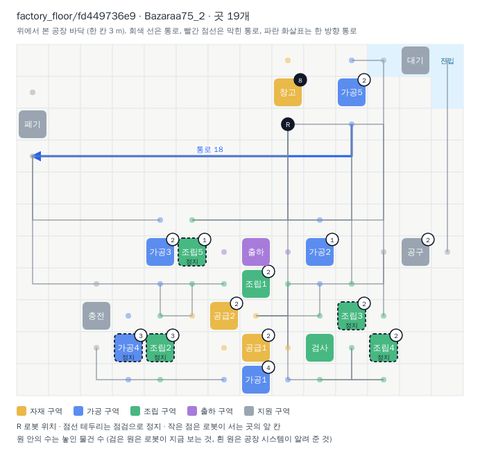 factory_floor/fd449736e9 · Bazaraa75_2 · 곳 19개
위에서 본 공장 바닥 (한 칸 3 m). 회색 선은 통로, 빨간 점선은 막힌 통로, 파란 화살표는 한 방향 통로
대기
진입
창고
8
가공5
2
폐기
R
통로 18
가공3
2
조립5
1
정지
출하
가공2
1
공구
2
조립1
2
충전
공급2
2
조립3
2
정지
가공4
3
정지
조립2
3
정지
공급1
2
검사
조립4
2
정지
가공1
4
자재 구역
가공 구역
조립 구역
출하 구역
지원 구역
R 로봇 위치 · 점선 테두리는 점검으로 정지 · 작은 점은 로봇이 서는 곳의 앞 칸
원 안의 수는 놓인 물건 수 (검은 원은 로봇이 지금 보는 것, 흰 원은 공장 시스템이 알려 준 것)